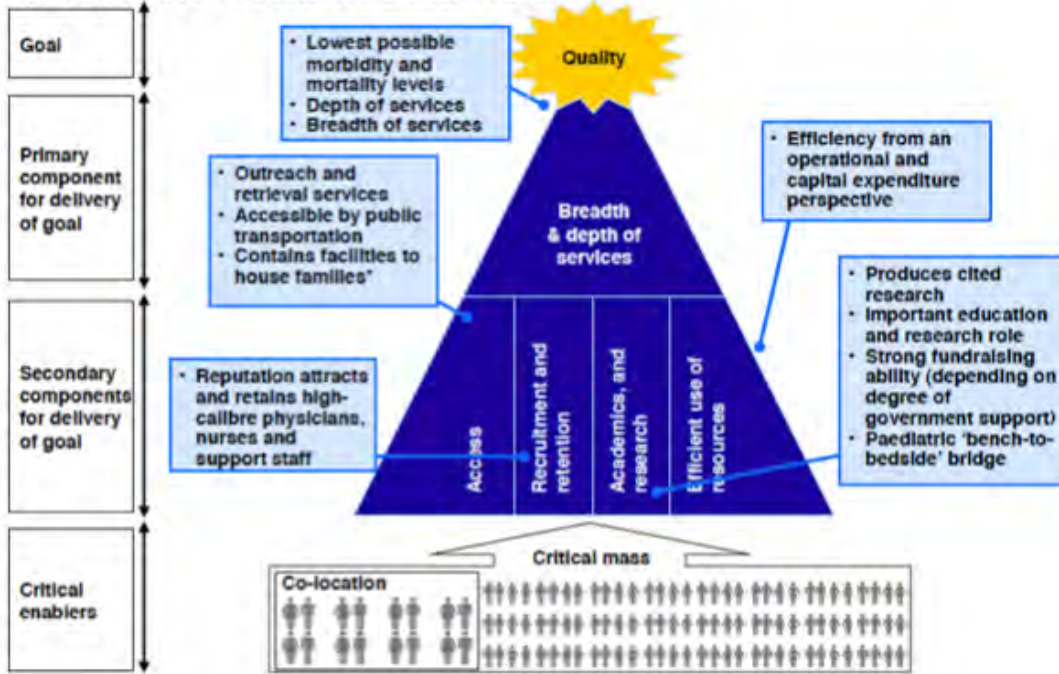 Goal
Quality
• Lowest possible
morbidity and
mortality levels
• Depth of services
• Breadth of services
Primary
component
for delivery
of goal
• Outreach and
retrieval services
• Accessible by public
transportation
• Contains facilities to
house families*
Breadth
& depth of
services
• Efficiency from an
operational and
capital expenditure
perspective
Secondary
components
for delivery
of goal
• Reputation attracts
and retains high-
calibre physicians,
nurses and
support staff
Access
Recruitment and
retention
Academics, and
research
Efficient use of
resources
• Produces cited
research
• Important education
and research role
• Strong fundraising
ability (depending on
degree of
government support)
• Paediatric 'bench-to-
bedside' bridge
Critical
enablers
Critical mass
Co-location